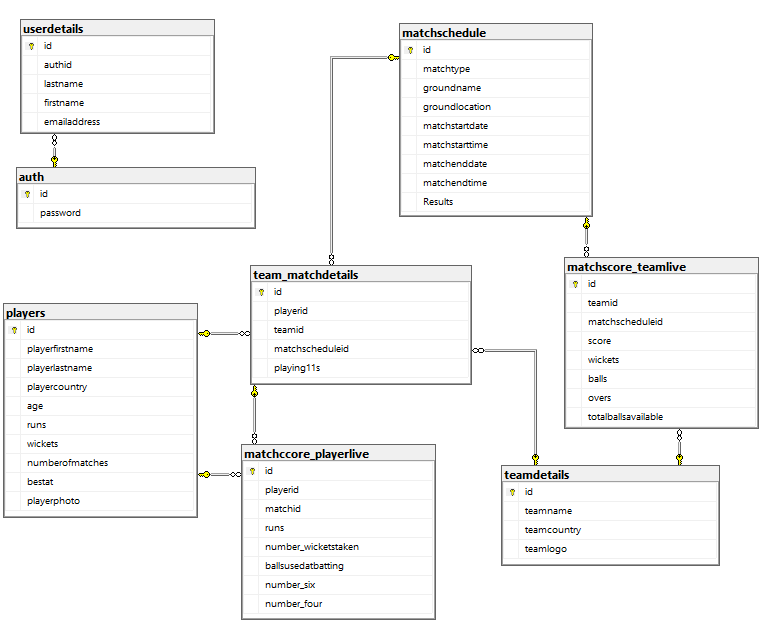 userdetails
id
authid
lastname
firstname
emailaddress
auth
id
password
matchschedule
id
matchtype
groundname
groundlocation
matchstartdate
matchstarttime
matchenddate
matchendtime
Results
team_matchdetails
id
playerid
teamid
matchscheduleid
playing11s
matchscore_teamlive
id
teamid
matchscheduleid
score
wickets
balls
overs
totalballsavailable
players
id
playerfirstname
playerlastname
playercountry
age
runs
wickets
numberofmatches
bestat
playerphoto
matchccore_playerlive
id
playerid
matchid
runs
number_wicketstaken
ballsusedatbatting
number_six
number_four
teamdetails
id
teamname
teamcountry
teamlogo